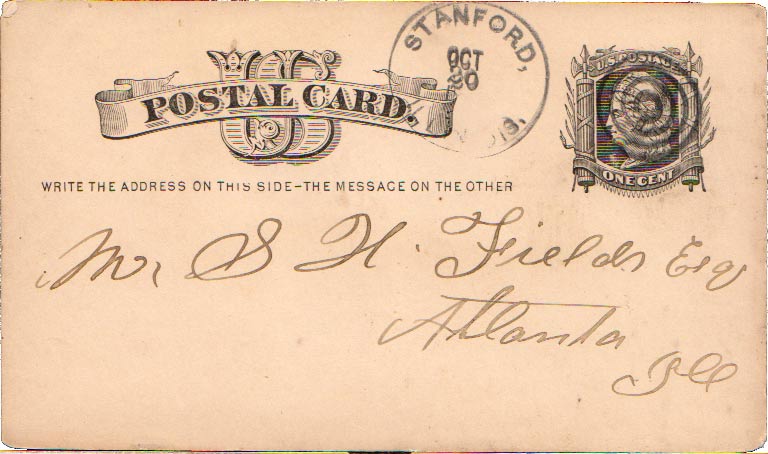 STANFORD,
OCT
20
U.S. POSTAGE
US
POSTAL CARD.
ONE CENT
WRITE THE ADDRESS ON THIS SIDE–THE MESSAGE ON THE OTHER
Mr S H. Fields Esq
Atlanta
Ill